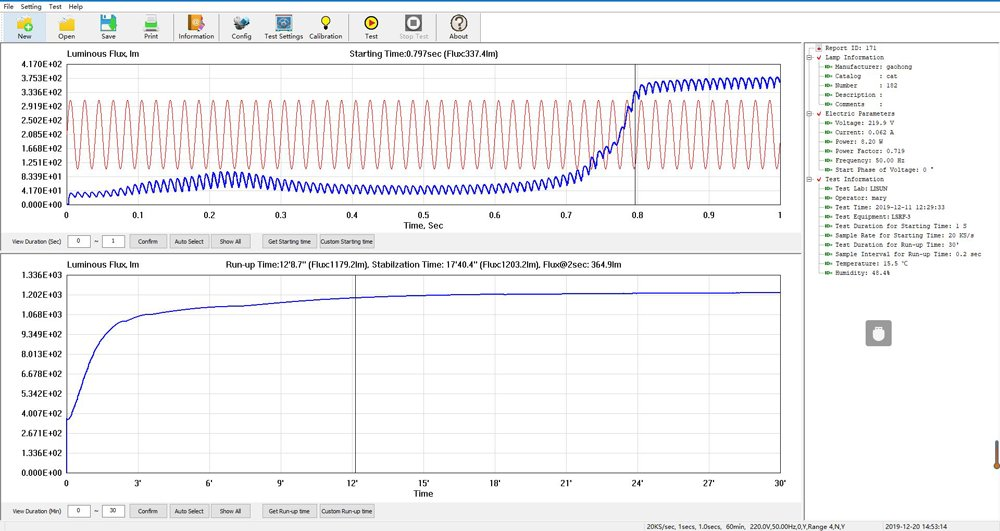 File Setting Test Help
New Open Save Print Information Config Test Settings Calibration Test Stop Test About
Luminous Flux, lm Starting Time:0.797sec (Flux:337.4lm)
4.170E+02
3.753E+02
3.336E+02
2.919E+02
2.502E+02
2.085E+02
1.668E+02
1.251E+02
8.339E+01
4.170E+01
0.000E+00
0 0.1 0.2 0.3 0.4 0.5 0.6 0.7 0.8 0.9 1
Time, Sec
View Duration (Sec) 0 ~ 1 Confirm Auto Select Show All Get Starting time Custom Starting time
Luminous Flux, lm Run-up Time:12'8.7" (Flux:1179.2lm), Stabilzation Time: 17'40.4" (Flux:1203.2lm), Flux@2sec: 364.9lm
1.336E+03
1.202E+03
1.068E+03
9.349E+02
8.013E+02
6.678E+02
5.342E+02
4.007E+02
2.671E+02
1.336E+02
0.000E+00
0 3' 6' 9' 12' 15' 18' 21' 24' 27' 30'
Time
View Duration (Min) 0 ~ 30 Confirm Auto Select Show All Get Run-up time Custom Run-up time
Report ID: 171
Lamp Information
Manufacturer: gaohong
Catalog : cat
Number : 182
Description :
Comments :
Electric Parameters
Voltage: 219.9 V
Current: 0.062 A
Power: 8.20 W
Power Factor: 0.719
Frequency: 50.00 Hz
Start Phase of Voltage: 0 °
Test Information
Test Lab: LISUN
Operator: mary
Test Time: 2019-12-11 12:29:33
Test Equipment: LSRF-3
Test Duration for Starting Time: 1 S
Sample Rate for Starting Time: 20 KS/s
Test Duration for Run-up Time: 30'
Sample Interval for Run-up Time: 0.2 sec
Temperature: 15.5 ℃
Humidity: 48.4%
20KS/sec, 1secs, 1.0secs, 60min, 220.0V,50.00Hz,0,Y,Range 4,N,Y 2019-12-20 14:53:14